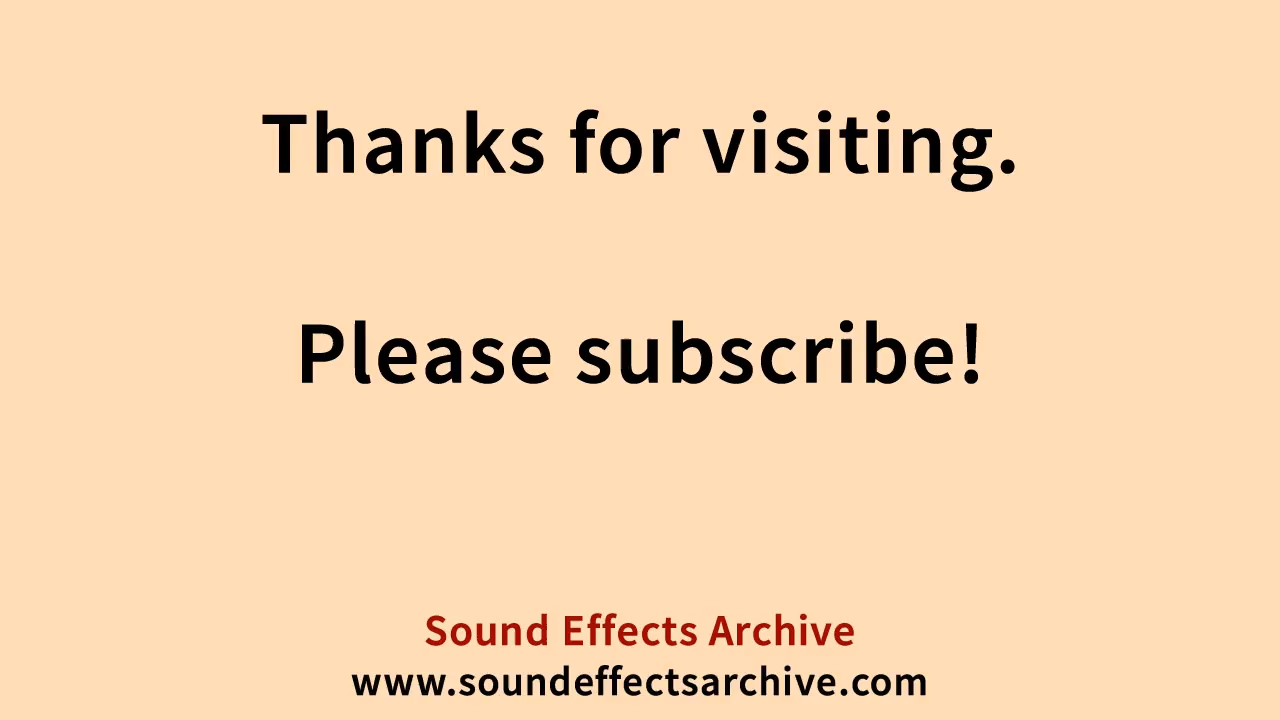 Thanks for visiting.
Please subscribe!
Sound Effects Archive
www.soundeffectsarchive.com